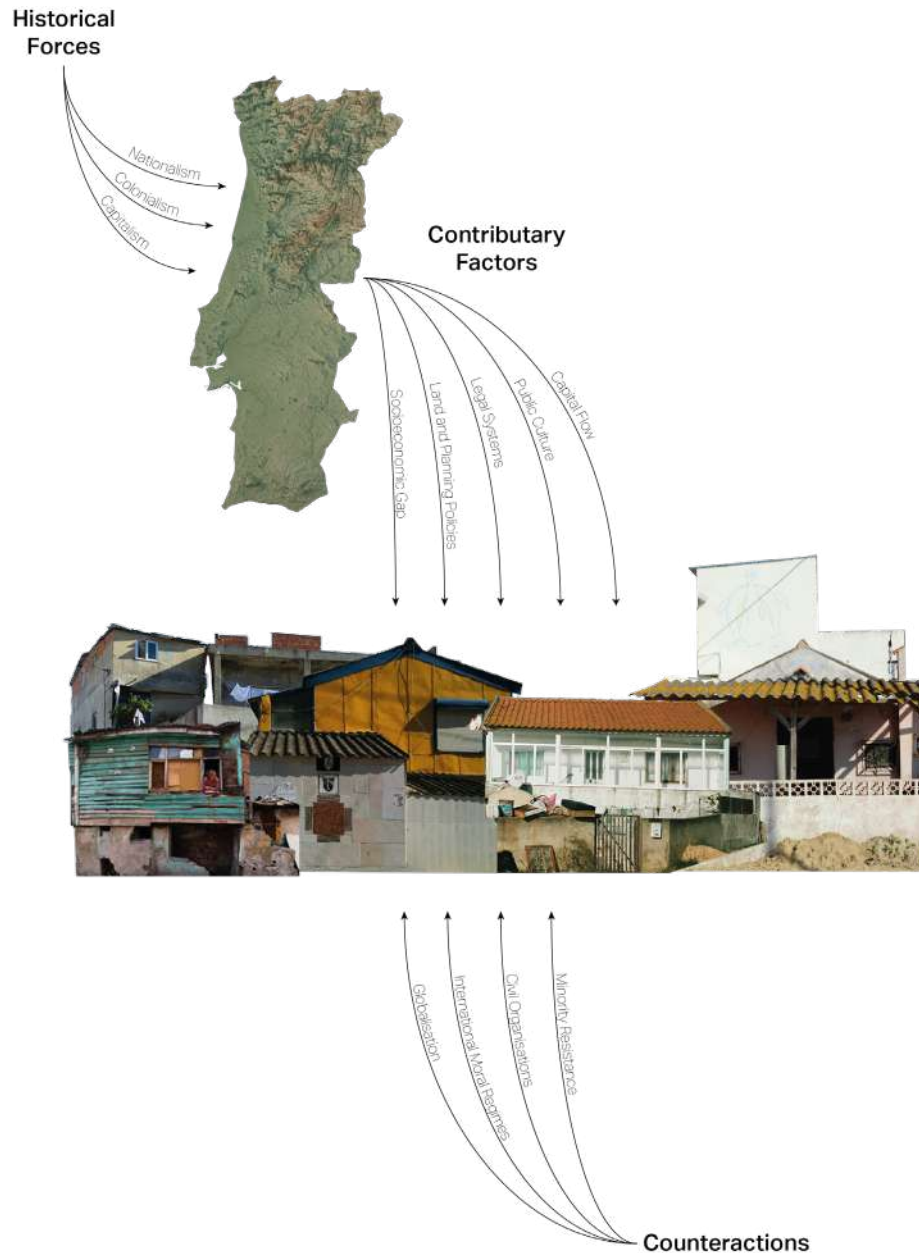 Historical
Forces
Nationalism
Colonialism
Capitalism
Contributary
Factors
Socioeconomic Gap
Land and Planning Policies
Legal Systems
Public Culture
Capital Flow
Globalisation
International Moral Regimes
Civil Organisations
Minority Resistance
Counteractions